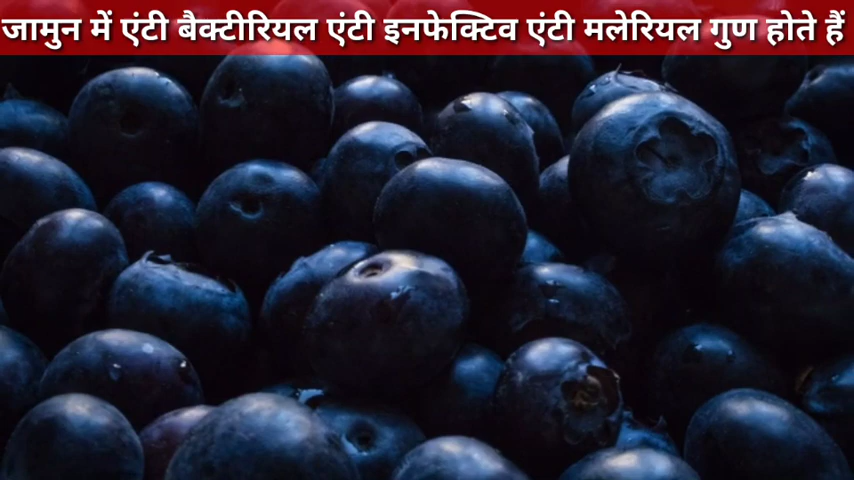 जामुन में एंटी बैक्टीरियल एंटी इनफेक्टिव एंटी मलेरियल गुण होते हैं